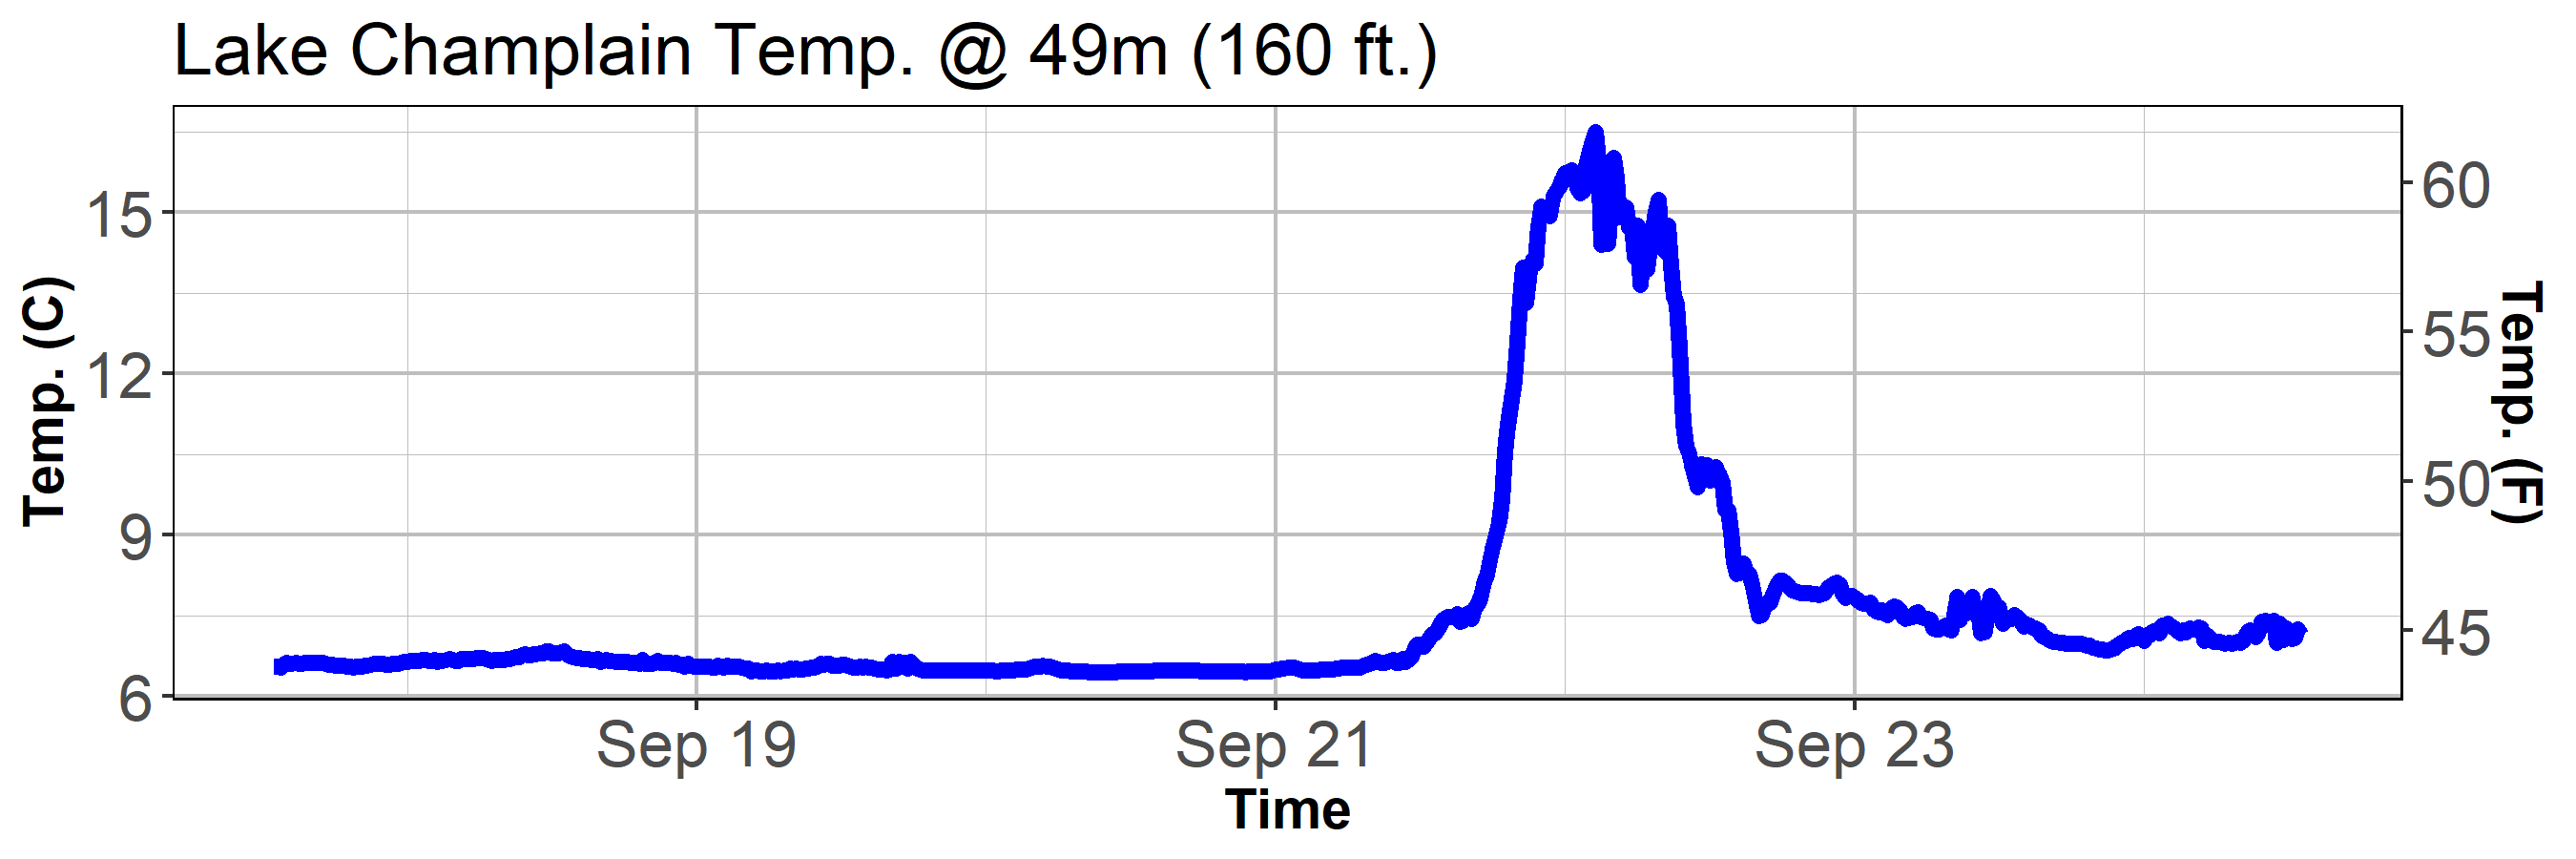 Lake Champlain Temp. @ 49m (160 ft.)
Temp. (C)
15
12
9
6
60
55
50
45
Temp. (F)
Sep 19
Sep 21
Sep 23
Time